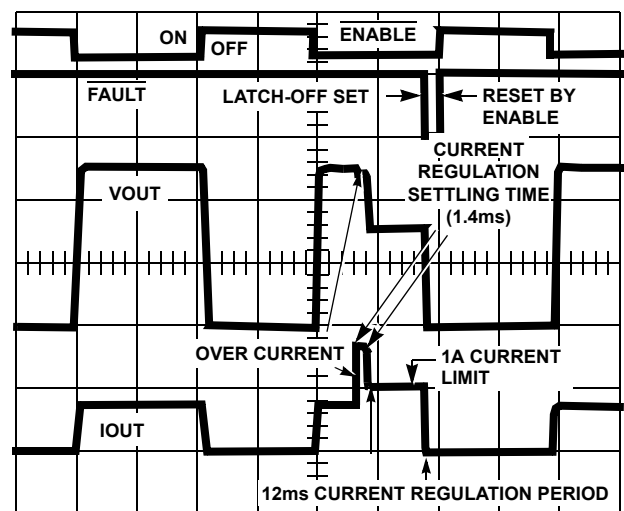 ON
OFF
ENABLE
FAULT
LATCH-OFF SET
RESET BY
ENABLE
CURRENT
REGULATION
SETTLING TIME
(1.4ms)
VOUT
OVER CURRENT
1A CURRENT
LIMIT
IOUT
12ms CURRENT REGULATION PERIOD